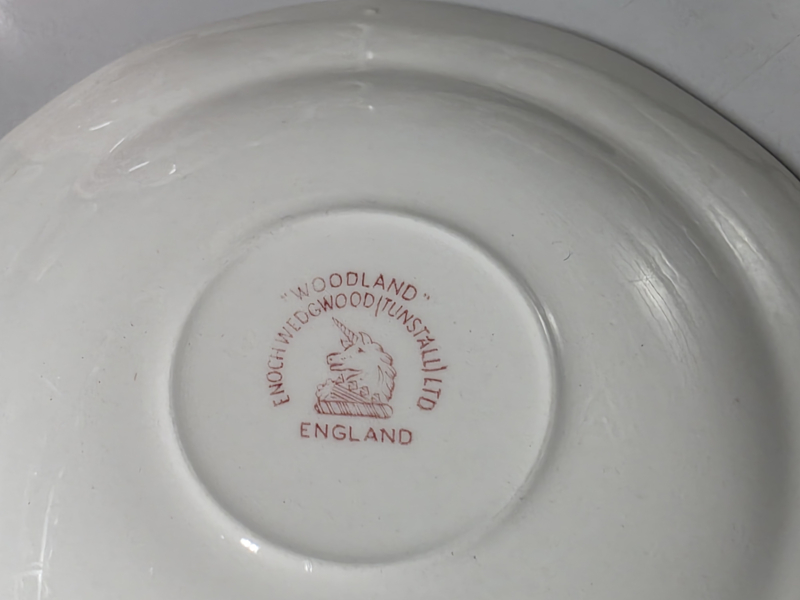 "WOODLAND"
ENOCH WEDGWOOD (TUNSTALL) LTD
ENGLAND